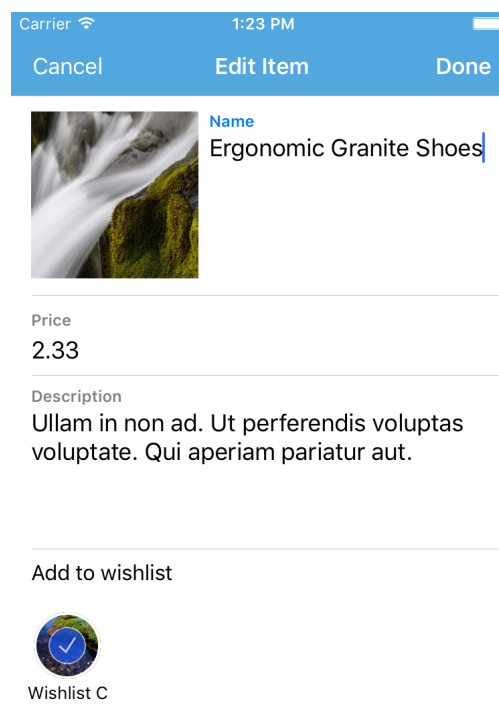 Carrier 1:23 PM
Cancel Edit Item Done
Name
Ergonomic Granite Shoes
Price
2.33
Description
Ullam in non ad. Ut perferendis voluptas
voluptate. Qui aperiam pariatur aut.
Add to wishlist
Wishlist C